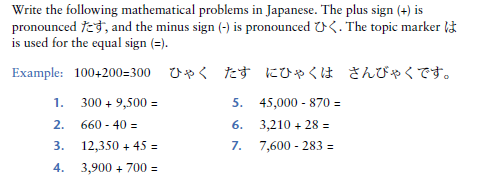 Write the following mathematical problems in Japanese. The plus sign (+) is
pronounced たす, and the minus sign (-) is pronounced ひく. The topic marker は
is used for the equal sign (=).
Example: 100+200=300 ひゃく たす にひゃくは さんびゃくです。
1. 300 + 9,500 =
2. 660 - 40 =
3. 12,350 + 45 =
4. 3,900 + 700 =
5. 45,000 - 870 =
6. 3,210 + 28 =
7. 7,600 - 283 =